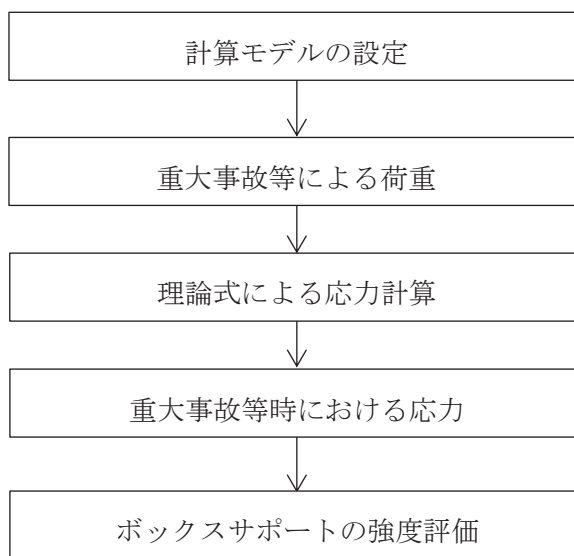 計算モデルの設定
重大事故等による荷重
理論式による応力計算
重大事故等時における応力
ボックスサポートの強度評価